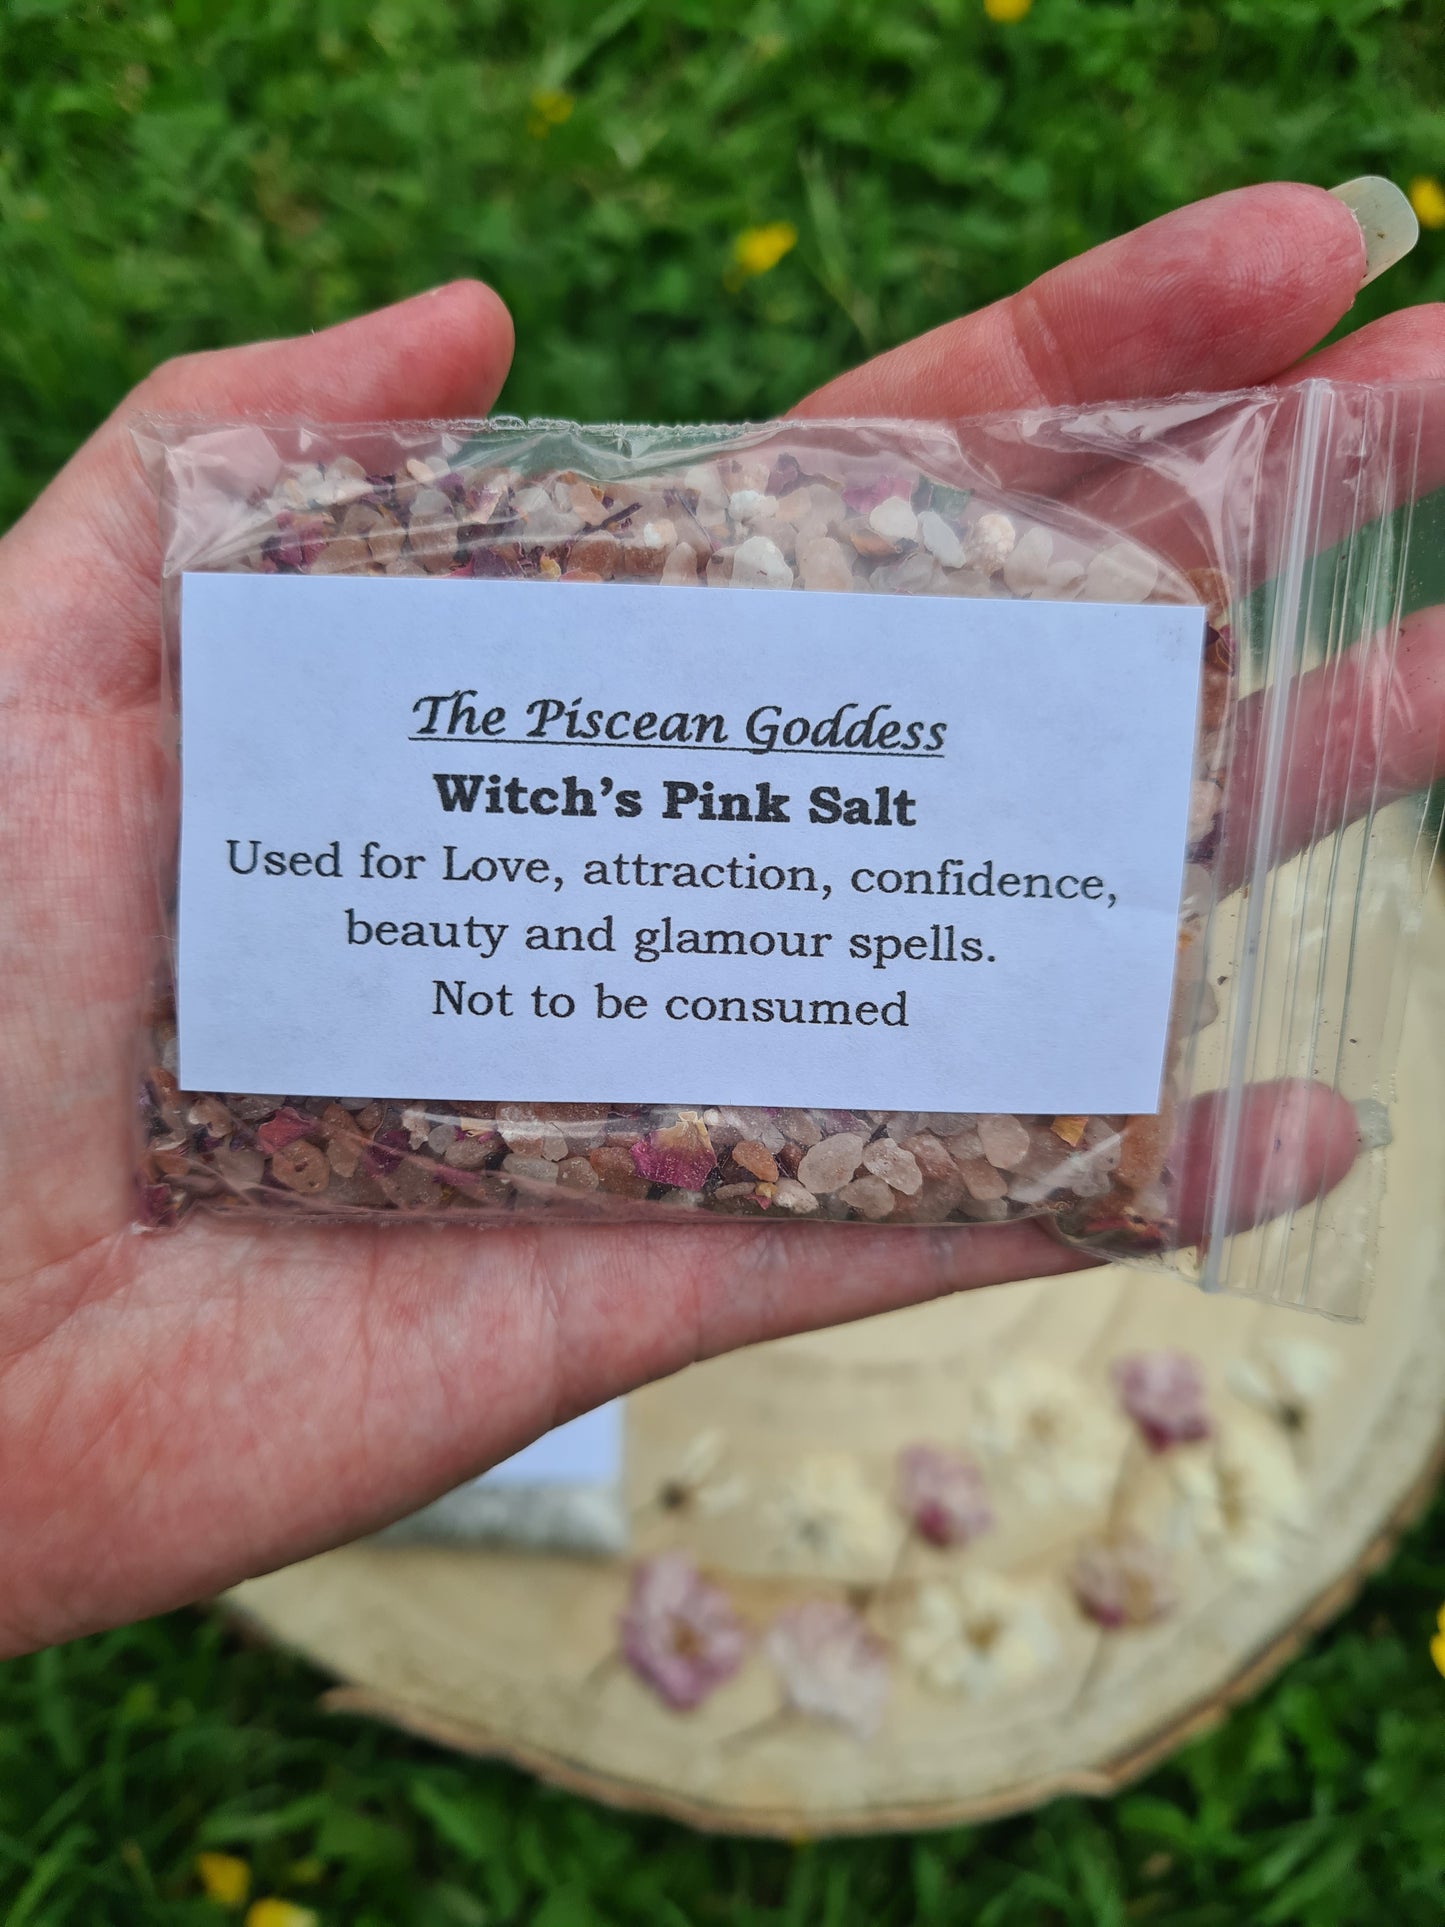 The Piscean Goddess
Witch's Pink Salt
Used for Love, attraction, confidence,
beauty and glamour spells.
Not to be consumed